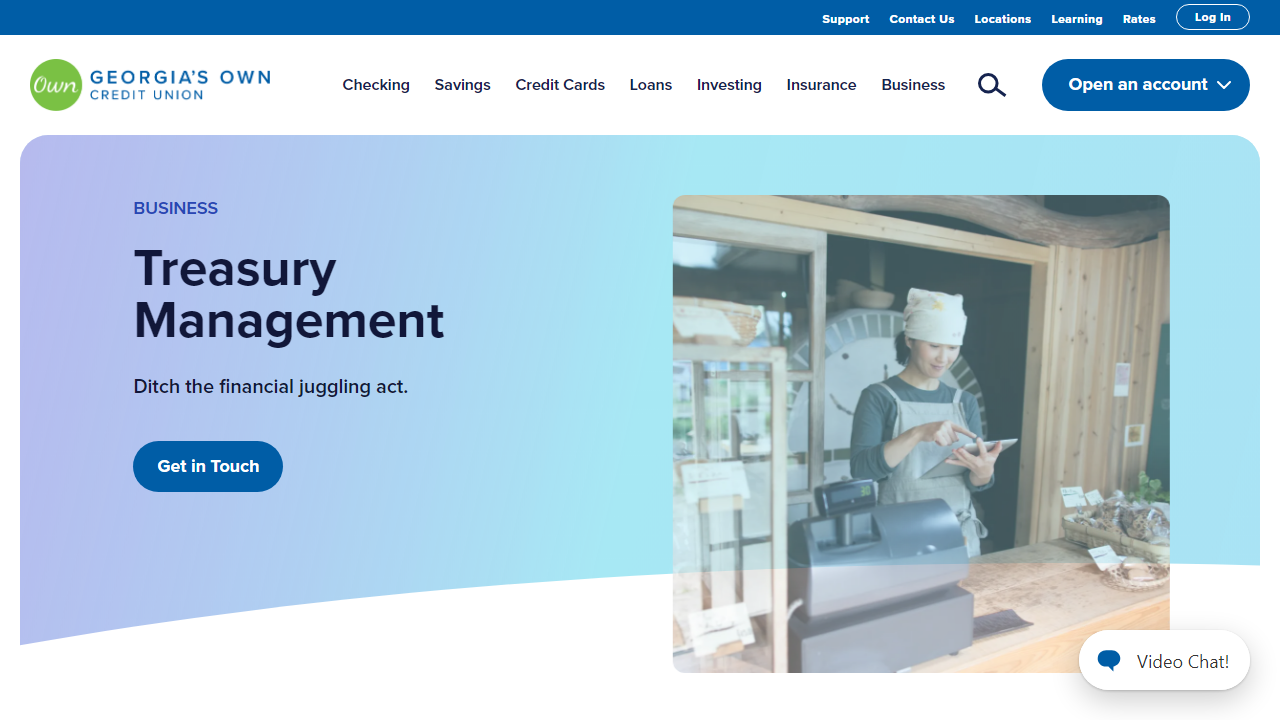 Support Contact Us Locations Learning Rates Log In
Own GEORGIA'S OWN
CREDIT UNION
Checking Savings Credit Cards Loans Investing Insurance Business Open an account
BUSINESS
Treasury
Management
Ditch the financial juggling act.
Get in Touch
Video Chat!